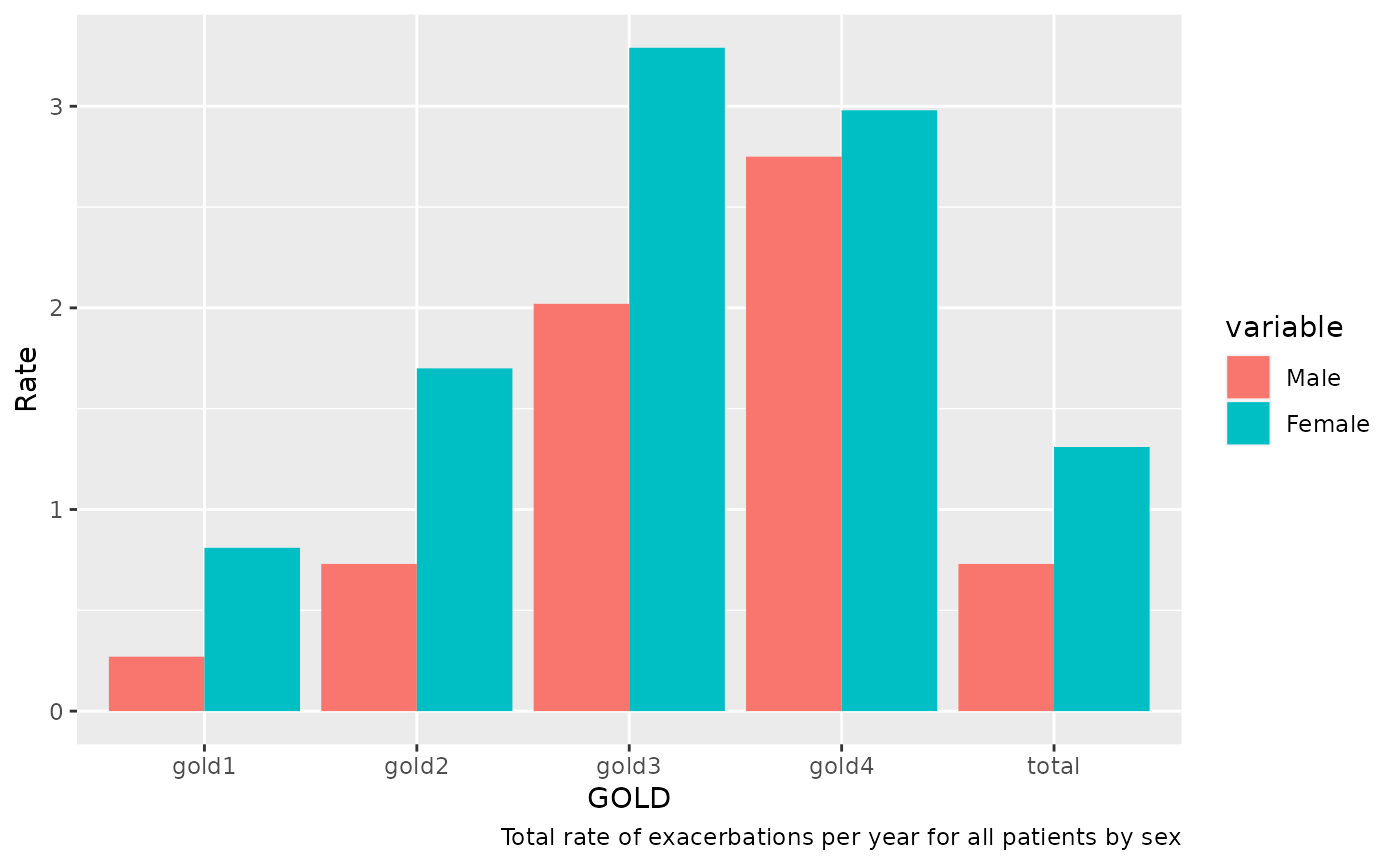 3
2
1
0
Rate
gold1 gold2 gold3 gold4 total
GOLD
Total rate of exacerbations per year for all patients by sex
variable
Male
Female